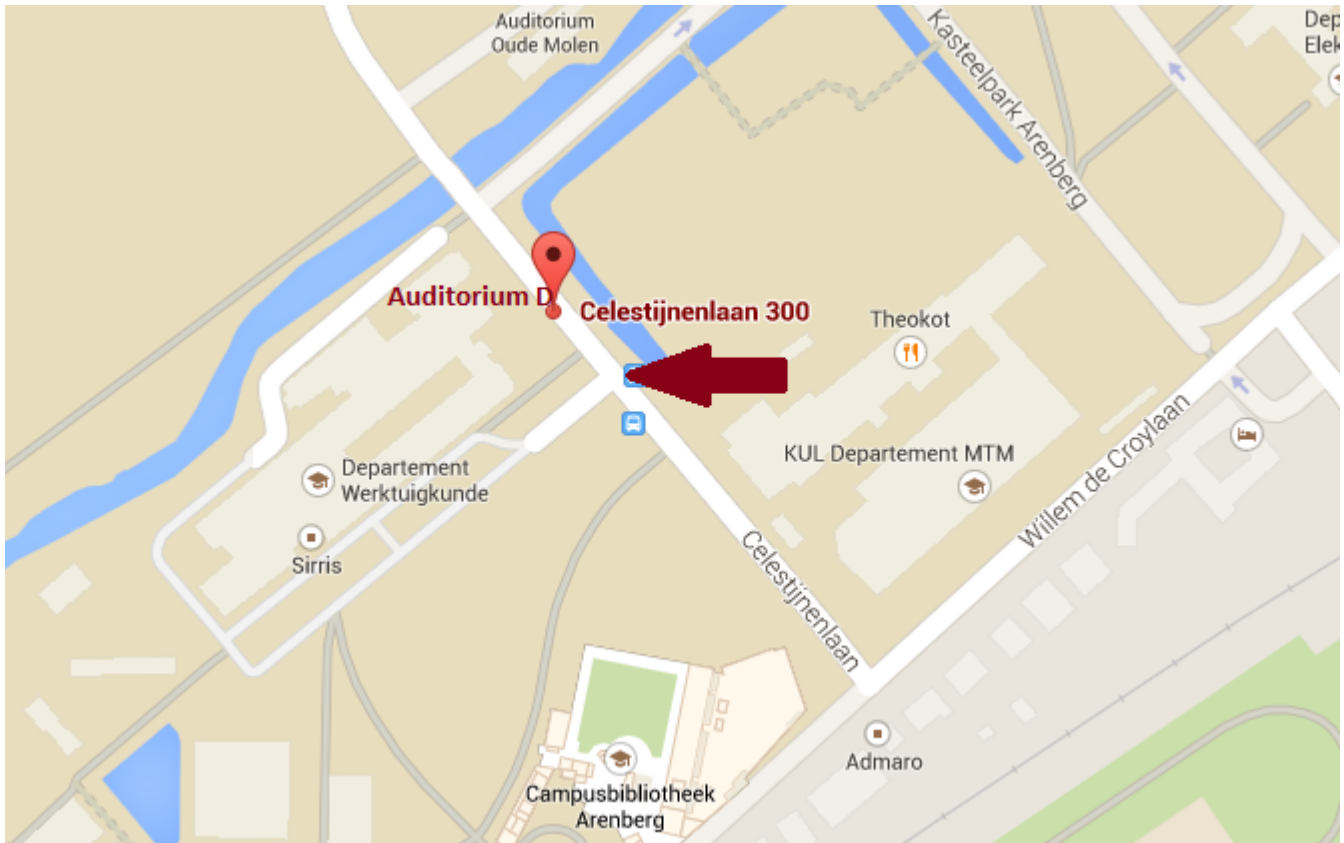 Auditorium
Oude Molen
Kasteelpark Arenberg
Dep
Elek
Auditorium D
Celestijnenlaan 300
Theokot
KUL Departement MTM
Willem de Croylaan
Departement
Werktuigkunde
Sirris
Celestijnenlaan
Admaro
Campusbibliotheek
Arenberg